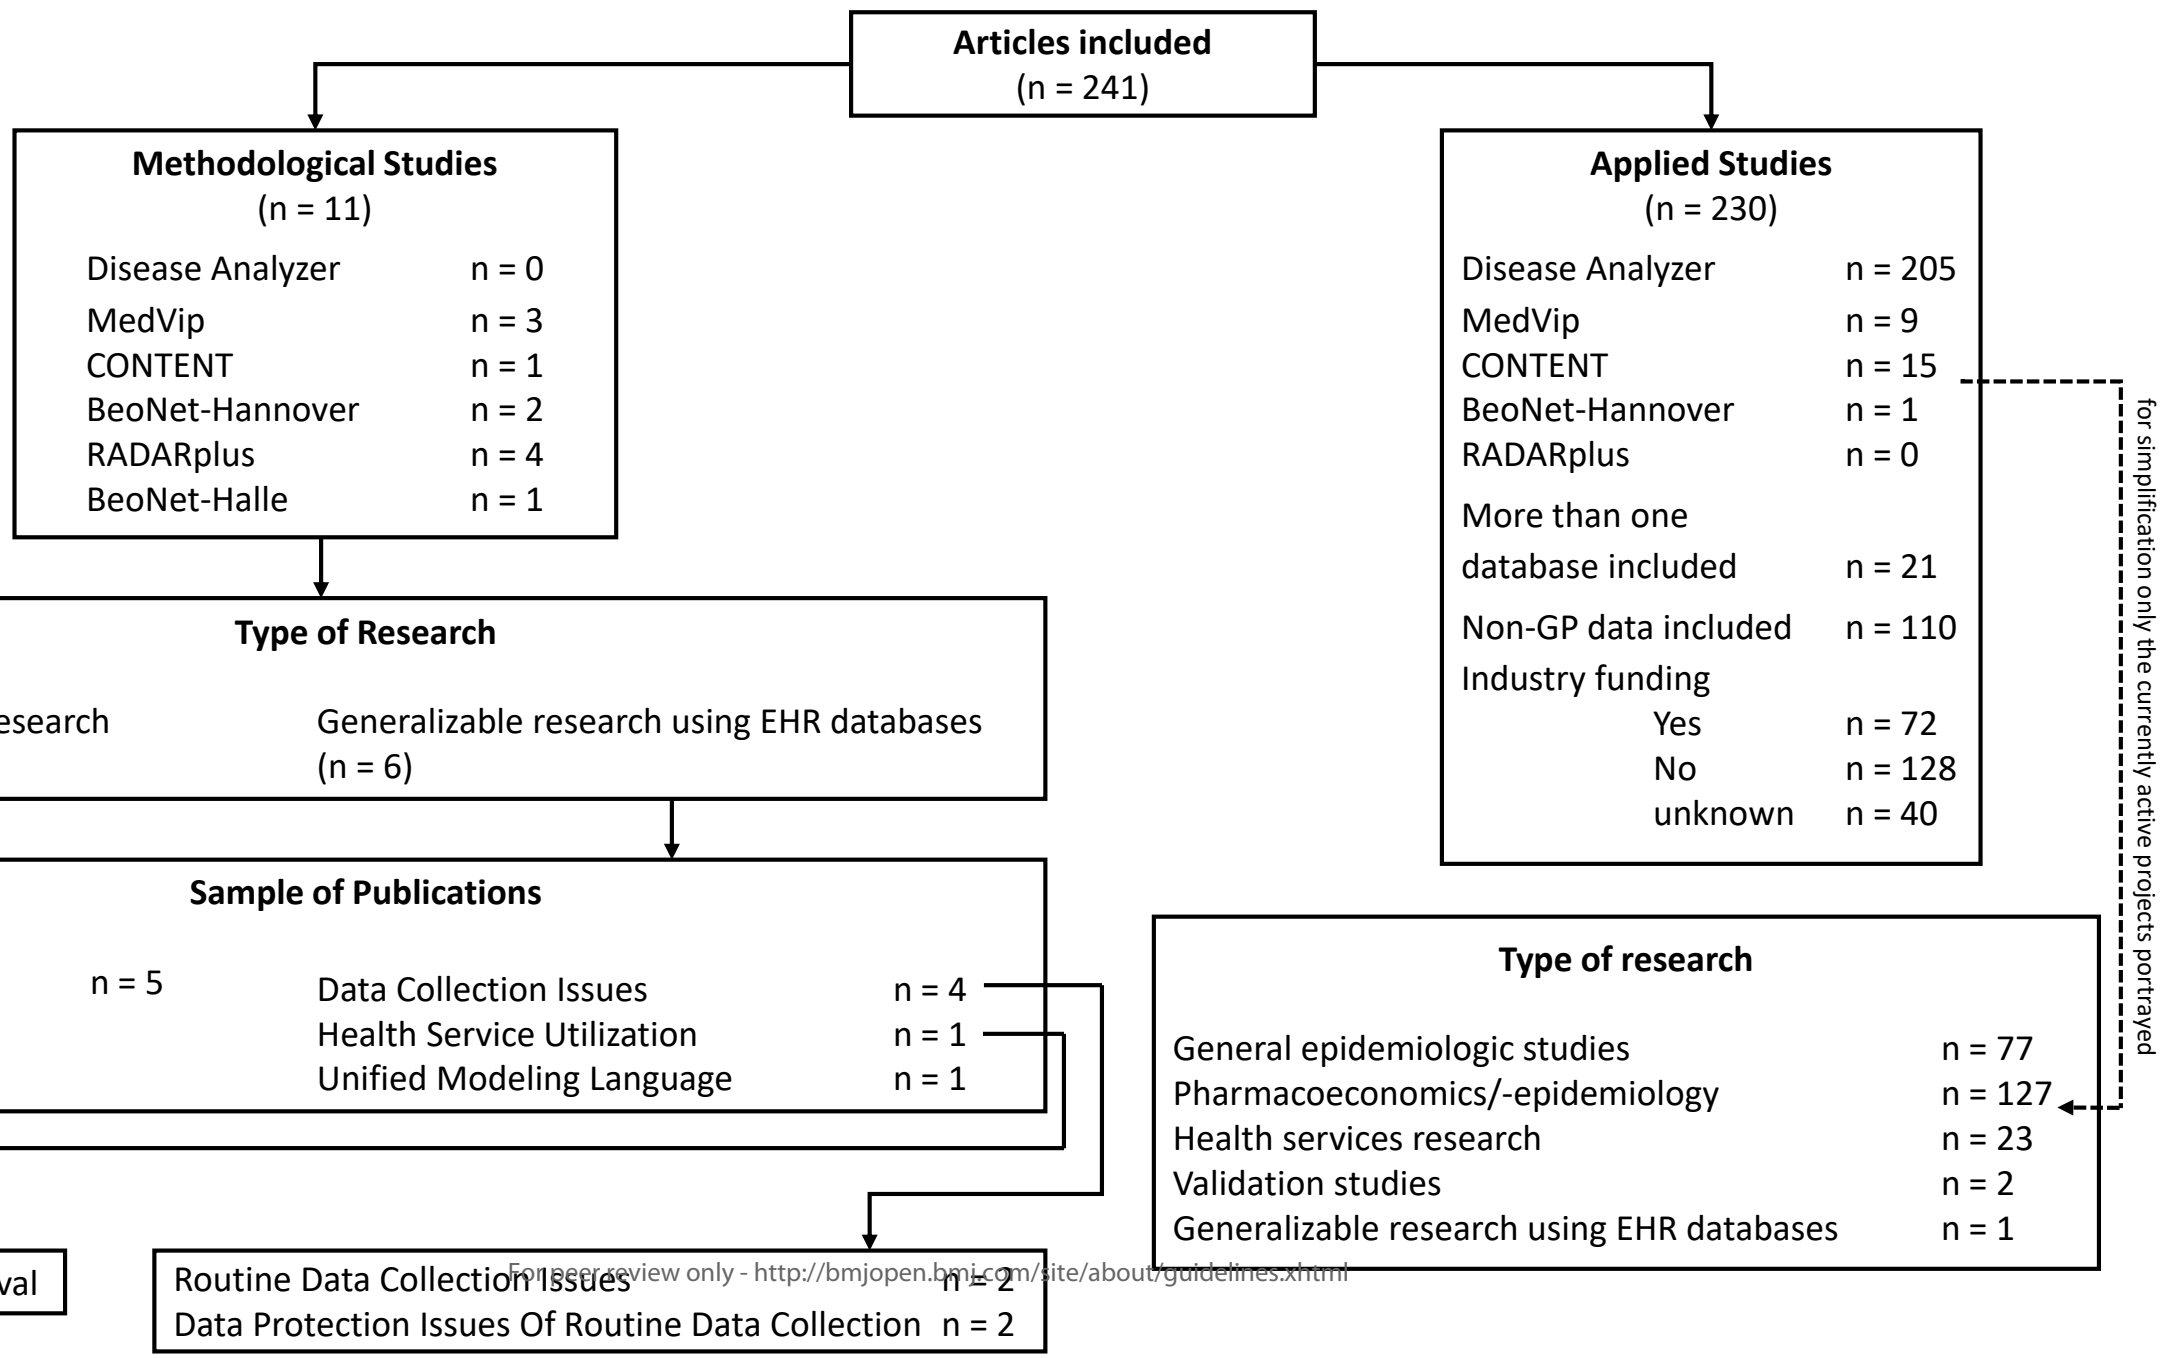 Articles included
(n = 241)
Methodological Studies
(n = 11)
Disease Analyzer n = 0
MedVip n = 3
CONTENT n = 1
BeoNet-Hannover n = 2
RADARplus n = 4
BeoNet-Halle n = 1
Applied Studies
(n = 230)
Disease Analyzer n = 205
MedVip n = 9
CONTENT n = 15
BeoNet-Hannover n = 1
RADARplus n = 0
More than one
database included n = 21
Non-GP data included n = 110
Industry funding
Yes n = 72
No n = 128
unknown n = 40
for simplification only the currently active projects portrayed
Type of Research
esearch Generalizable research using EHR databases
(n = 6)
Sample of Publications
n = 5 Data Collection Issues n = 4
Health Service Utilization n = 1
Unified Modeling Language n = 1
Type of research
General epidemiologic studies n = 77
Pharmacoeconomics/-epidemiology n = 127
Health services research n = 23
Validation studies n = 2
Generalizable research using EHR databases n = 1
val
Routine Data Collection Issues n = 2
Data Protection Issues Of Routine Data Collection n = 2
For peer review only - http://bmjopen.bmj.com/site/about/guidelines.xhtml